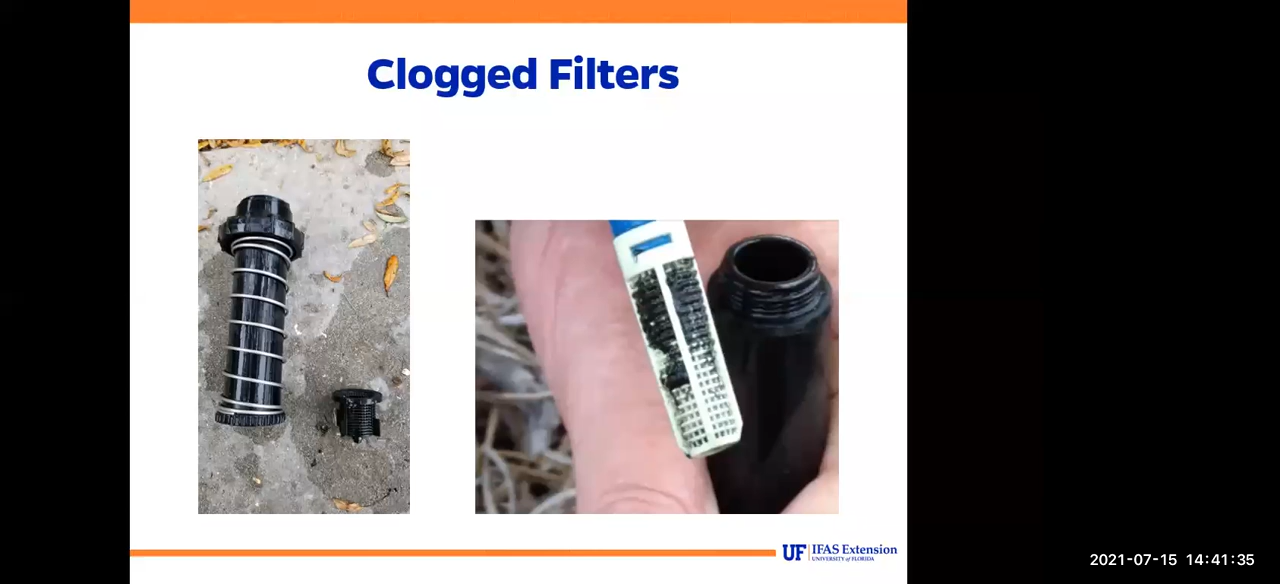 Clogged Filters
UF IFAS Extension
UNIVERSITY of FLORIDA
2021-07-15 14:41:35